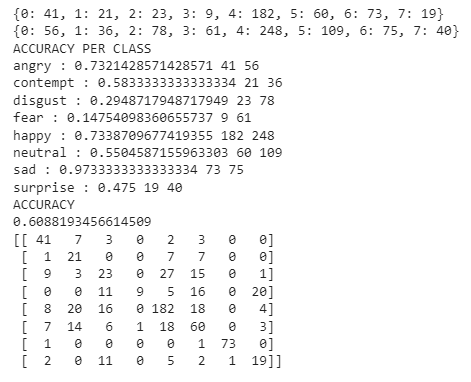 {0: 41, 1: 21, 2: 23, 3: 9, 4: 182, 5: 60, 6: 73, 7: 19}
{0: 56, 1: 36, 2: 78, 3: 61, 4: 248, 5: 109, 6: 75, 7: 40}
ACCURACY PER CLASS
angry : 0.7321428571428571 41 56
contempt : 0.5833333333333334 21 36
disgust : 0.2948717948717949 23 78
fear : 0.14754098360655737 9 61
happy : 0.7338709677419355 182 248
neutral : 0.5504587155963303 60 109
sad : 0.9733333333333334 73 75
surprise : 0.475 19 40
ACCURACY
0.6088193456614509
[[ 41   7   3   0   2   3   0   0]
 [  1  21   0   0   7   7   0   0]
 [  9   3  23   0  27  15   0   1]
 [  0   0  11   9   5  16   0  20]
 [  8  20  16   0 182  18   0   4]
 [  7  14   6   1  18  60   0   3]
 [  1   0   0   0   0   1  73   0]
 [  2   0  11   0   5   2   1  19]]